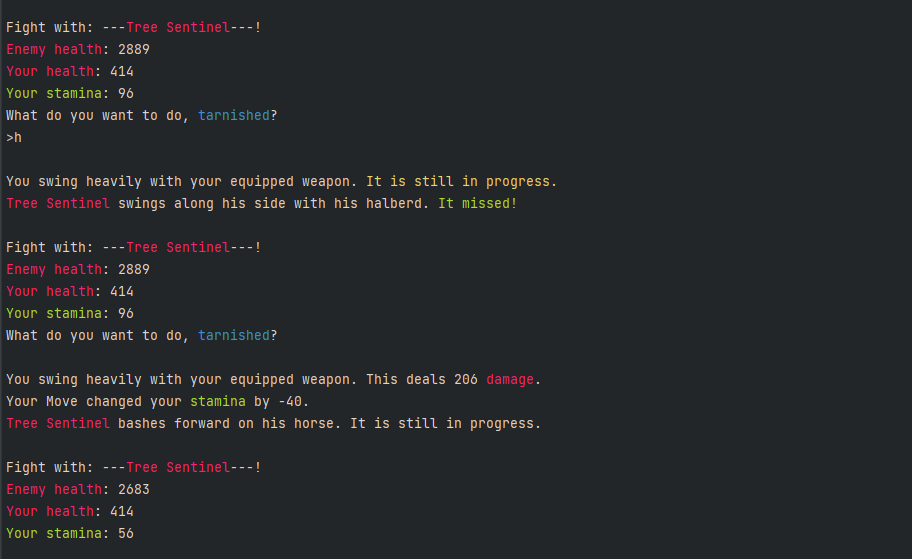 Fight with: ---Tree Sentinel---!
Enemy health: 2889
Your health: 414
Your stamina: 96
What do you want to do, tarnished?
>h
You swing heavily with your equipped weapon. It is still in progress.
Tree Sentinel swings along his side with his halberd. It missed!
Fight with: ---Tree Sentinel---!
Enemy health: 2889
Your health: 414
Your stamina: 96
What do you want to do, tarnished?
You swing heavily with your equipped weapon. This deals 206 damage.
Your Move changed your stamina by -40.
Tree Sentinel bashes forward on his horse. It is still in progress.
Fight with: ---Tree Sentinel---!
Enemy health: 2683
Your health: 414
Your stamina: 56